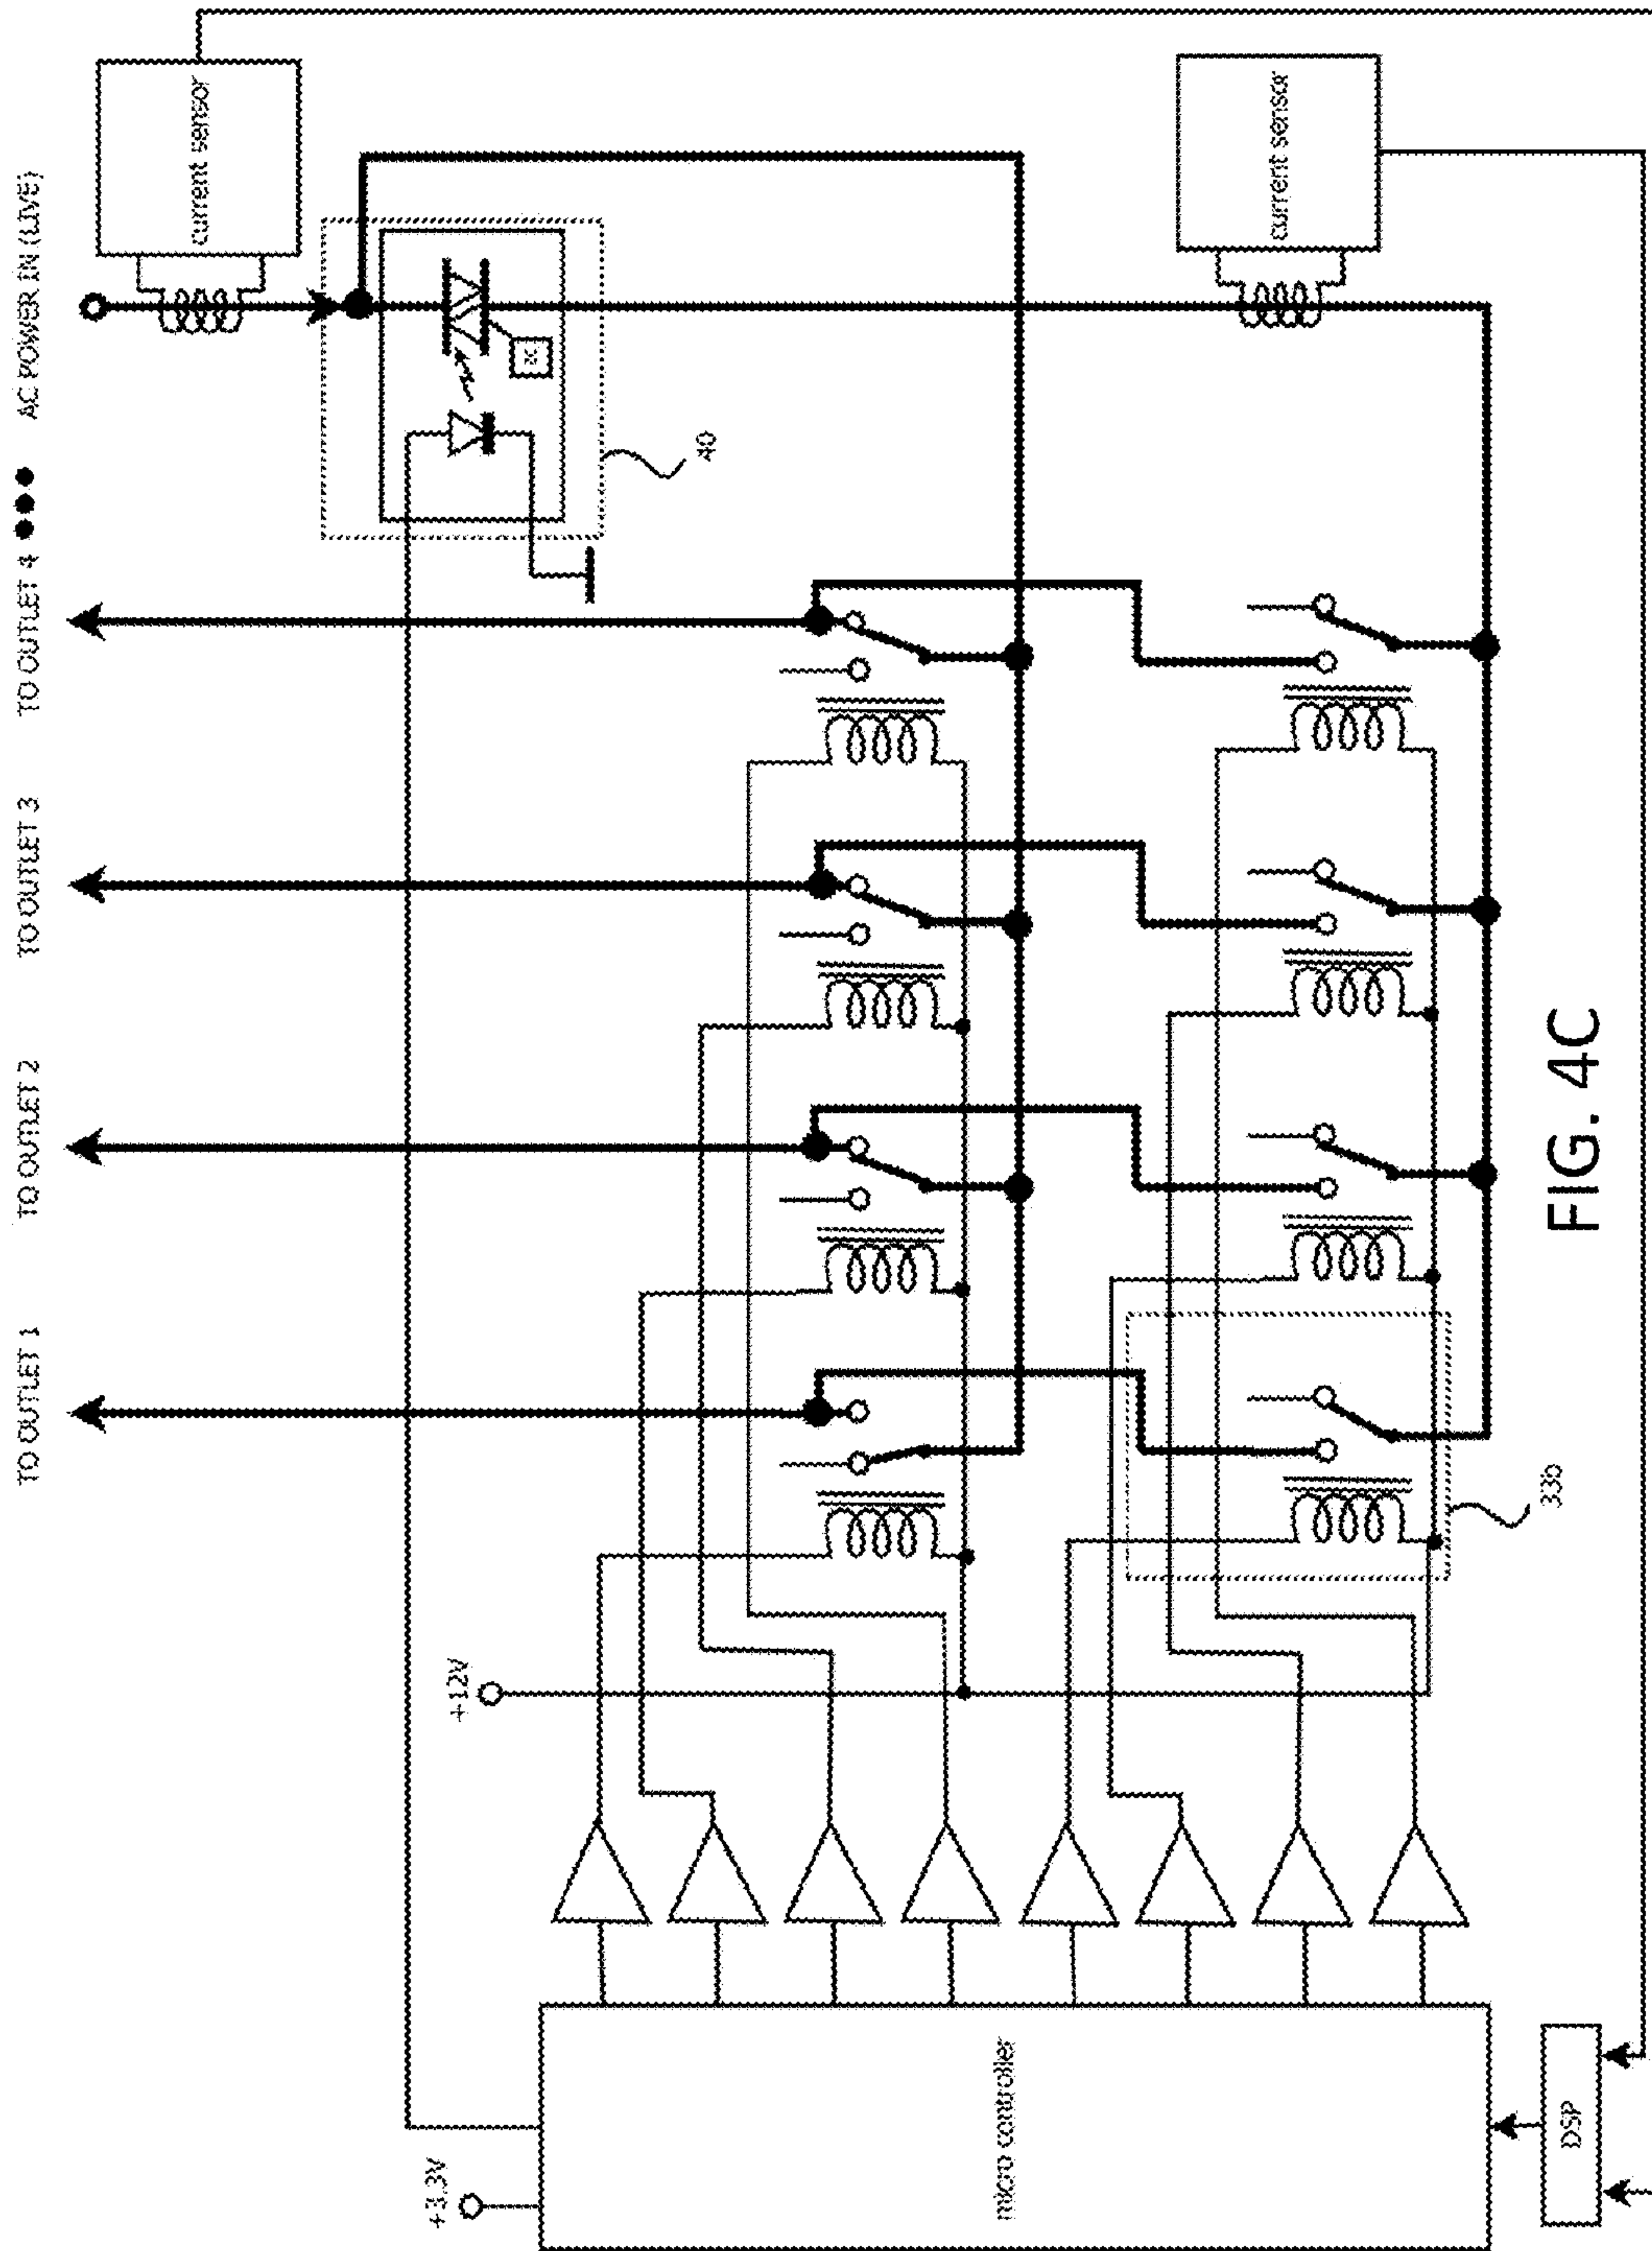 TO OUTLET 1
TO OUTLET 2
TO OUTLET 3
TO OUTLET 4
AC POWER IN (LIVE)
current sensor
40
+12V
+3.3V
micro controller
33b
current sensor
DSP
FIG. 4C